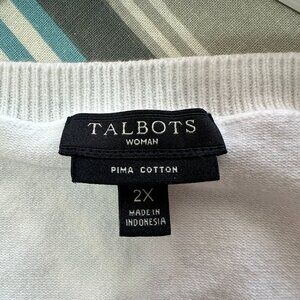 TALBOTS
WOMAN
PIMA COTTON
2X
MADE IN
INDONESIA